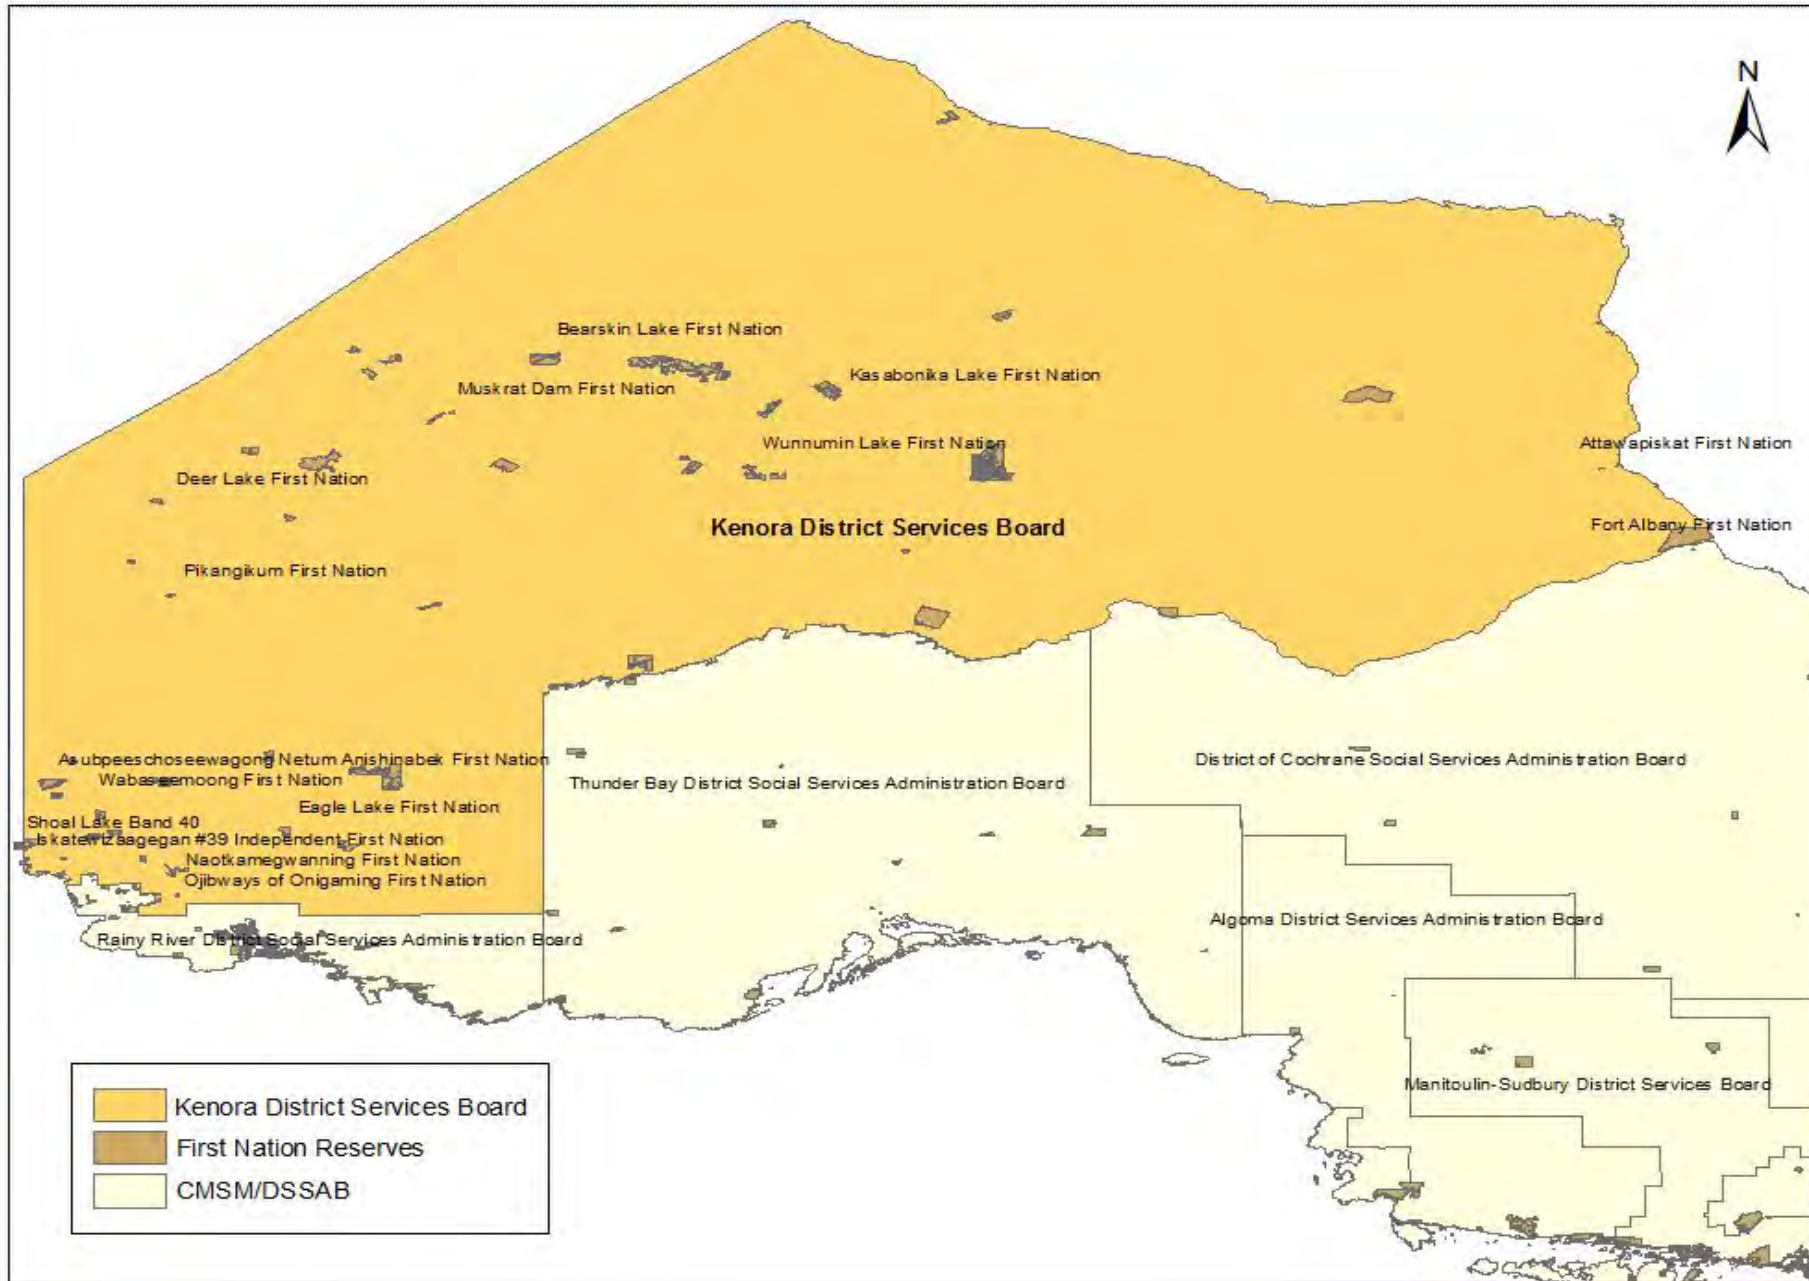 N
Bearskin Lake First Nation
Kasabonika Lake First Nation
Muskrat Dam First Nation
Wunnumin Lake First Nation
Attawapiskat First Nation
Deer Lake First Nation
Kenora District Services Board
Fort Albany First Nation
Pikangikum First Nation
Asubpeeschoseewagong Netum Anishinabek First Nation
Wabaseemoong First Nation
Eagle Lake First Nation
Shoal Lake Band 40
Iskatewizaagegan #39 Independent First Nation
Naotkamegwanning First Nation
Ojibways of Onigaming First Nation
Thunder Bay District Social Services Administration Board
District of Cochrane Social Services Administration Board
Algoma District Services Administration Board
Rainy River District Social Services Administration Board
Manitoulin-Sudbury District Services Board
Kenora District Services Board
First Nation Reserves
CMSM/DSSAB